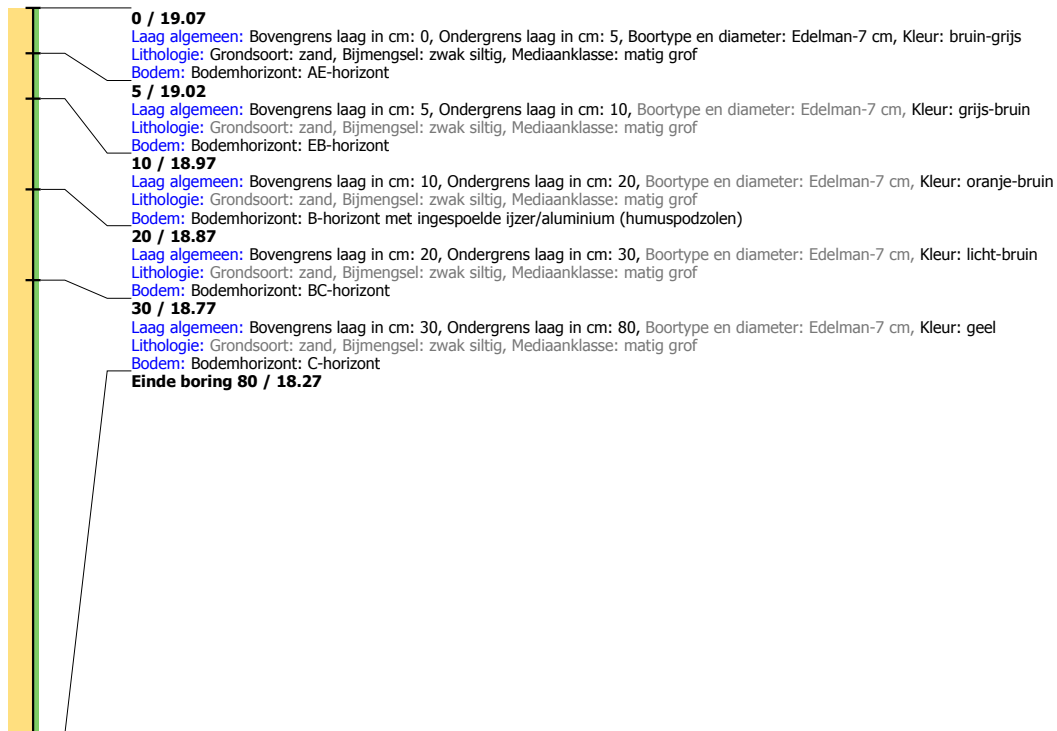 0 / 19.07
Laag algemeen: Bovengrens laag in cm: 0, Ondergrens laag in cm: 5, Boortype en diameter: Edelman-7 cm, Kleur: bruin-grijs
Lithologie: Grondsoort: zand, Bijmengsel: zwak siltig, Mediaanklasse: matig grof
Bodem: Bodemhorizont: AE-horizont
5 / 19.02
Laag algemeen: Bovengrens laag in cm: 5, Ondergrens laag in cm: 10, Boortype en diameter: Edelman-7 cm, Kleur: grijs-bruin
Lithologie: Grondsoort: zand, Bijmengsel: zwak siltig, Mediaanklasse: matig grof
Bodem: Bodemhorizont: EB-horizont
10 / 18.97
Laag algemeen: Bovengrens laag in cm: 10, Ondergrens laag in cm: 20, Boortype en diameter: Edelman-7 cm, Kleur: oranje-bruin
Lithologie: Grondsoort: zand, Bijmengsel: zwak siltig, Mediaanklasse: matig grof
Bodem: Bodemhorizont: B-horizont met ingespoelde ijzer/aluminium (humuspodzolen)
20 / 18.87
Laag algemeen: Bovengrens laag in cm: 20, Ondergrens laag in cm: 30, Boortype en diameter: Edelman-7 cm, Kleur: licht-bruin
Lithologie: Grondsoort: zand, Bijmengsel: zwak siltig, Mediaanklasse: matig grof
Bodem: Bodemhorizont: BC-horizont
30 / 18.77
Laag algemeen: Bovengrens laag in cm: 30, Ondergrens laag in cm: 80, Boortype en diameter: Edelman-7 cm, Kleur: geel
Lithologie: Grondsoort: zand, Bijmengsel: zwak siltig, Mediaanklasse: matig grof
Bodem: Bodemhorizont: C-horizont
Einde boring 80 / 18.27